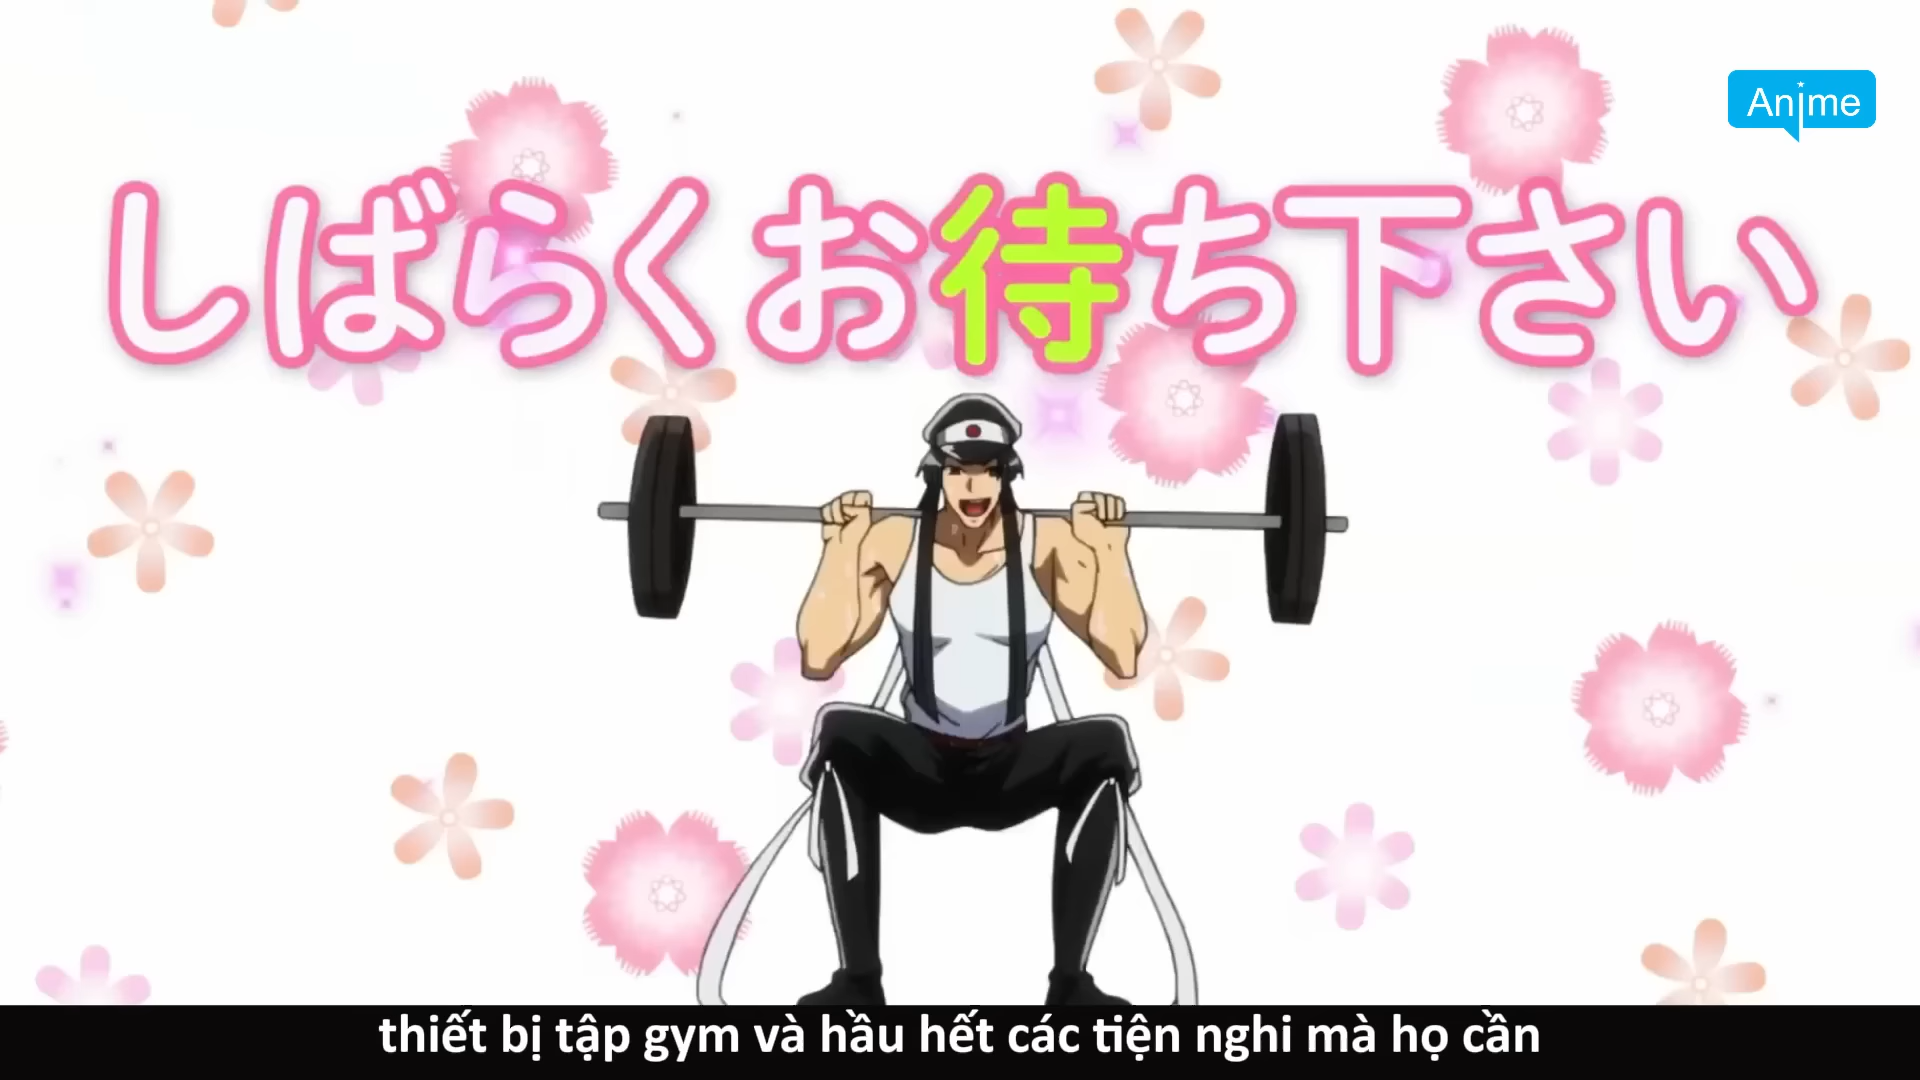 Anime
しばらくお待ち下さい
thiết bị tập gym và hầu hết các tiện nghi mà họ cần